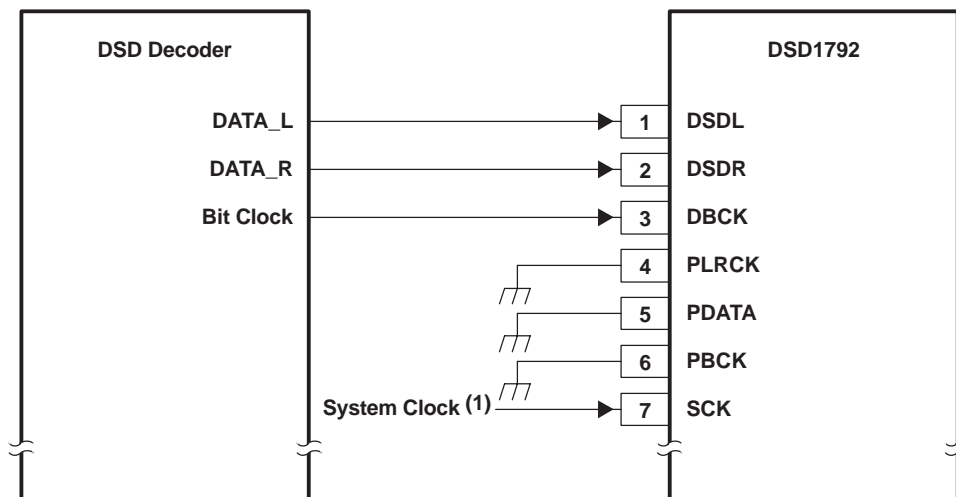 DSD Decoder
DSD1792
DATA_L
1
DSDL
DATA_R
2
DSDR
Bit Clock
3
DBCK
4
PLRCK
5
PDATA
6
PBCK
System Clock (1)
7
SCK